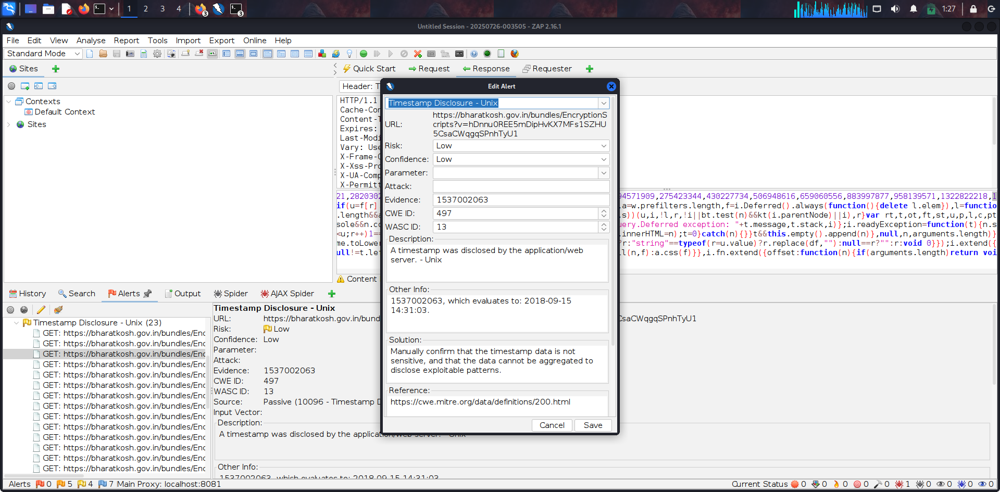 1 2 3 4 3 3 1:27
Untitled Session - 20250726-003505 - ZAP 2.16.1
File Edit View Analyse Report Tools Import Export Online Help
Standard Mode
Sites
Quick Start Request Response Requester
Header: T
Contexts
Default Context
Sites
HTTP/1.1
Cache-Con
Content-T
Expires:
Last-Modi
Vary: Use
X-Frame-O
X-Xss-Pro
X-UA-Comp
X-Permitt
21,2820302
if(u=f[r]
.length&&a
sole&&n.co
<u;r++)1==
me.toLower
ull!=t.lef
94571909,275423344,430227734,506948616,659060556,883997877,958139571,1322822218,1
,a=w.prefilters.length,f=i.Deferred().always(function(){delete l.elem}),l=functio
,s))(u,i,!l,r,!i||bt.test(n)&&kt(i.parentNode)||i),r}var rt,t,ot,ft,st,u,p,l,c,pt
uery.Deferred exception: "+t.message,t.stack,i)};i.readyException=function(t){n.s
.innerHTML=n);t=0}catch(n){}}t&&this.empty().append(n)},null,n,arguments.length)}
?r:"string"==typeof(r=u.value)?r.replace(df,""):null==r?"":r:void 0}});i.extend({
l(n,f):a.css(f)}},i.fn.extend({offset:function(n){if(arguments.length)return voi
Content
Edit Alert
Timestamp Disclosure - Unix
URL:
https://bharatkosh.gov.in/bundles/EncryptionS
cripts?v=hDnnu0REE5mDipHvKX7MFs1SZHU
5CsaCWqgqSPnhTyU1
Risk: Low
Confidence: Low
Parameter:
Attack:
Evidence: 1537002063
CWE ID: 497
WASC ID: 13
Description:
A timestamp was disclosed by the application/web
server. - Unix
Other Info:
1537002063, which evaluates to: 2018-09-15
14:31:03.
Solution:
Manually confirm that the timestamp data is not
sensitive, and that the data cannot be aggregated to
disclose exploitable patterns.
Reference:
https://cwe.mitre.org/data/definitions/200.html
Cancel Save
History Search Alerts Output Spider AJAX Spider
Timestamp Disclosure - Unix (23)
GET: https://bharatkosh.gov.in/bundles/Enc
GET: https://bharatkosh.gov.in/bundles/Enc
GET: https://bharatkosh.gov.in/bundles/Enc
GET: https://bharatkosh.gov.in/bundles/Enc
GET: https://bharatkosh.gov.in/bundles/Enc
GET: https://bharatkosh.gov.in/bundles/Enc
GET: https://bharatkosh.gov.in/bundles/Enc
GET: https://bharatkosh.gov.in/bundles/Enc
GET: https://bharatkosh.gov.in/bundles/Enc
GET: https://bharatkosh.gov.in/bundles/Enc
GET: https://bharatkosh.gov.in/bundles/Enc
GET: https://bharatkosh.gov.in/bundles/Enc
GET: https://bharatkosh.gov.in/bundles/Enc
GET: https://bharatkosh.gov.in/bundles/Enc
Timestamp Disclosure - Unix
URL: https://bharatkosh.gov.in/bund CsaCWqgqSPnhTyU1
Risk: Low
Confidence: Low
Parameter:
Attack:
Evidence: 1537002063
CWE ID: 497
WASC ID: 13
Source: Passive (10096 - Timestamp D
Input Vector:
Description:
A timestamp was disclosed by the application/web server. - Unix
Other Info:
1537002063, which evaluates to: 2018-09-15 14:31:03.
Alerts 0 5 4 7 Main Proxy: localhost:8081
Current Status 0 0 0 0 0 1 0 0 0 0